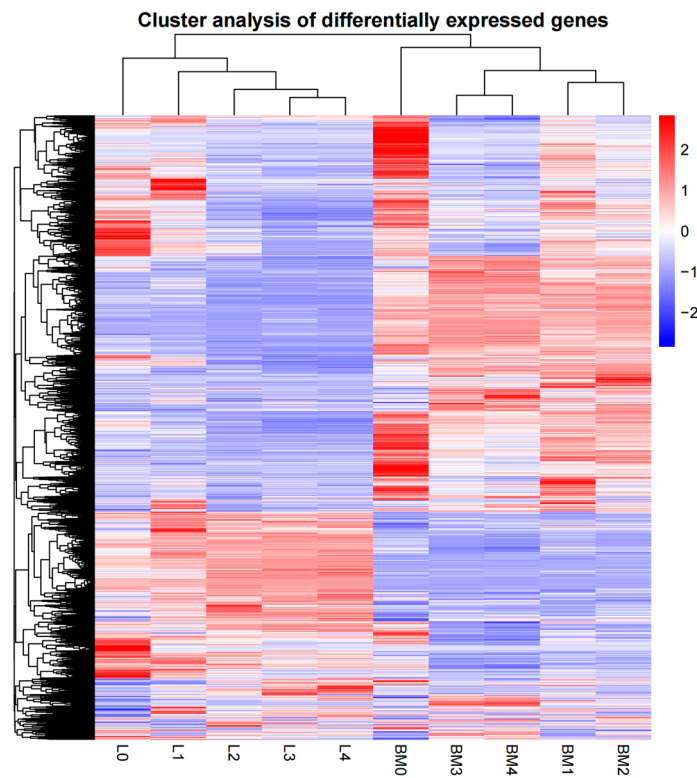 Cluster analysis of differentially expressed genes
2
1
0
−1
−2
L0
L1
L2
L3
L4
BM0
BM3
BM4
BM1
BM2